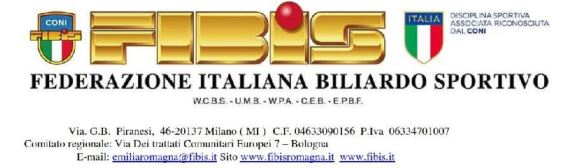 CONI
FIBIS
FIBIS
ITALIA
DISCIPLINA SPORTIVA
ASSOCIATA RICONOSCIUTA
DAL CONI
FEDERAZIONE ITALIANA BILIARDO SPORTIVO
W.C.B.S. - U.M.B. - W.P.A. - C.E.B. - E.P.B.F.
Via. G.B. Piranesi, 46-20137 Milano ( MI ) C.F. 04633090156 P.Iva 06334701007
Comitato regionale: Via Dei trattati Comunitari Europei 7 – Bologna
E-mail: emiliaromagna@fibis.it Sito www.fibisromagna.it www.fibis.it